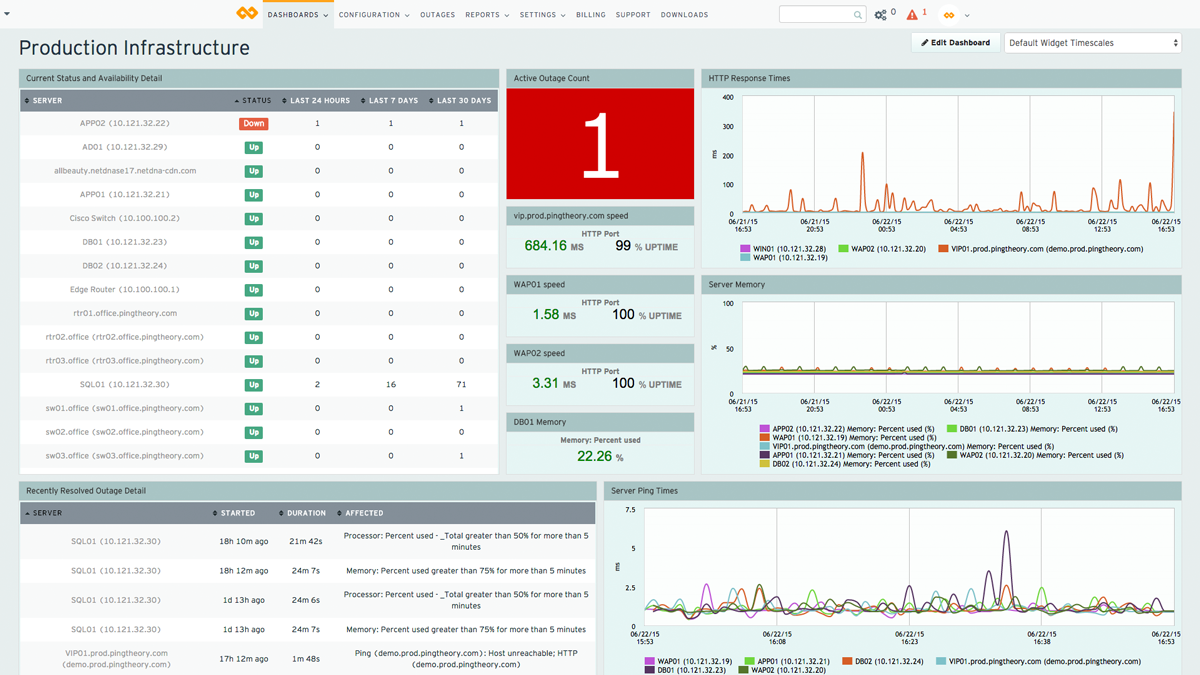 DASHBOARDS CONFIGURATION OUTAGES REPORTS SETTINGS BILLING SUPPORT DOWNLOADS 0 1
Production Infrastructure
Edit Dashboard Default Widget Timescales
Current Status and Availability Detail
SERVER STATUS LAST 24 HOURS LAST 7 DAYS LAST 30 DAYS
APP02 (10.121.32.22) Down 1 1 1
AD01 (10.121.32.29) Up 0 0 0
allbeauty.netdnase17.netdna-cdn.com Up 0 0 0
APP01 (10.121.32.21) Up 0 0 0
Cisco Switch (10.100.100.2) Up 0 0 0
DB01 (10.121.32.23) Up 0 0 0
DB02 (10.121.32.24) Up 0 0 0
Edge Router (10.100.100.1) Up 0 0 0
rtr01.office.pingtheory.com Up 0 0 0
rtr02.office (rtr02.office.pingtheory.com) Up 0 0 0
rtr03.office (rtr03.office.pingtheory.com) Up 0 0 0
SQL01 (10.121.32.30) Up 2 16 71
sw01.office (sw01.office.pingtheory.com) Up 0 0 1
sw02.office (sw02.office.pingtheory.com) Up 0 0 0
sw03.office (sw03.office.pingtheory.com) Up 0 0 1
Active Outage Count
1
vip.prod.pingtheory.com speed
HTTP Port
684.16 MS 99 % UPTIME
WAP01 speed
HTTP Port
1.58 MS 100 % UPTIME
WAP02 speed
HTTP Port
3.31 MS 100 % UPTIME
DB01 Memory
Memory: Percent used
22.26 %
HTTP Response Times
400
300
200
100
0
ms
06/21/15 06/21/15 06/22/15 06/22/15 06/22/15 06/22/15 06/22/15
16:53 20:53 00:53 04:53 08:53 12:53 16:53
WIN01 (10.121.32.28) WAP02 (10.121.32.20) VIP01.prod.pingtheory.com (demo.prod.pingtheory.com)
WAP01 (10.121.32.19)
Server Memory
100
50
0
%
06/21/15 06/21/15 06/22/15 06/22/15 06/22/15 06/22/15 06/22/15
16:53 20:53 00:53 04:53 08:53 12:53 16:53
APP02 (10.121.32.22) Memory: Percent used (%) DB01 (10.121.32.23) Memory: Percent used (%)
WAP01 (10.121.32.19) Memory: Percent used (%)
VIP01.prod.pingtheory.com (demo.prod.pingtheory.com) Memory: Percent used (%)
APP01 (10.121.32.21) Memory: Percent used (%) WAP02 (10.121.32.20) Memory: Percent used (%)
DB02 (10.121.32.24) Memory: Percent used (%)
Recently Resolved Outage Detail
SERVER STARTED DURATION AFFECTED
SQL01 (10.121.32.30) 18h 10m ago 21m 42s Processor: Percent used - _Total greater than 50% for more than 5
minutes
SQL01 (10.121.32.30) 18h 12m ago 24m 7s Memory: Percent used greater than 75% for more than 5 minutes
SQL01 (10.121.32.30) 1d 13h ago 24m 6s Processor: Percent used - _Total greater than 50% for more than 5
minutes
SQL01 (10.121.32.30) 1d 13h ago 24m 7s Memory: Percent used greater than 75% for more than 5 minutes
VIP01.prod.pingtheory.com
(demo.prod.pingtheory.com) 17h 12m ago 1m 48s Ping (demo.prod.pingtheory.com): Host unreachable; HTTP
(demo.prod.pingtheory.com)
Server Ping Times
7.5
5
2.5
0
ms
06/22/15 06/22/15 06/22/15 06/22/15 06/22/15
15:53 16:08 16:23 16:38 16:53
WAP01 (10.121.32.19) APP01 (10.121.32.21) DB02 (10.121.32.24) VIP01.prod.pingtheory.com (demo.prod.pingtheory.com)
DB01 (10.121.32.23) WAP02 (10.121.32.20)